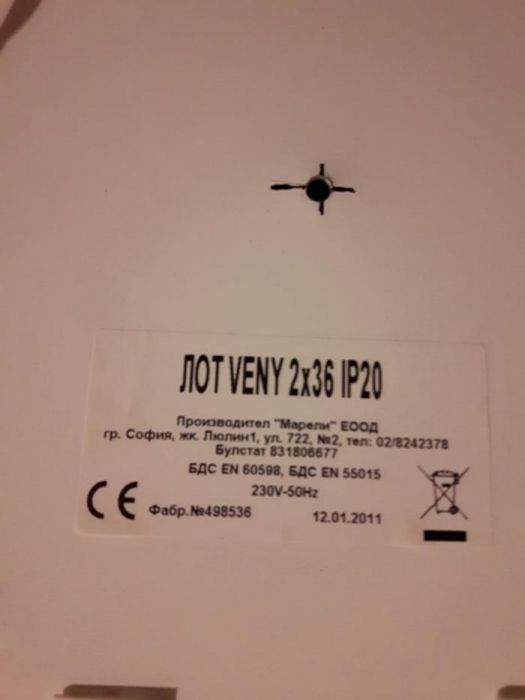 ЛОТ VENY 2x36 IP20
Производител "Марели" ЕООД
гр. София, жк. Люлин1, ул. 722, №2, тел: 02/8242378
Булстат 831806677
БДС EN 60598, БДС EN 55015
230V-50Hz
CE Фабр.№498536 12.01.2011